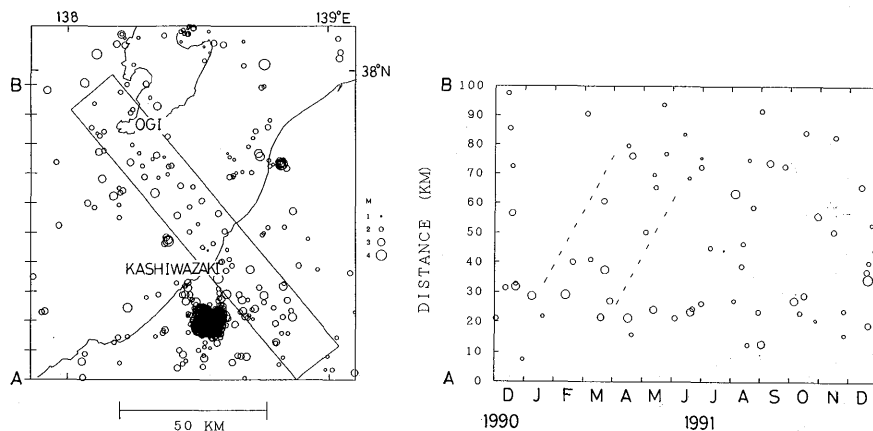 138 139°E
B
38°N
OGI
M
1
2
3
4
KASHIWAZAKI
A
50 KM
B
DISTANCE (KM)
100
90
80
70
60
50
40
30
20
10
0
A
D J F M A M J J A S O N D
1990 1991